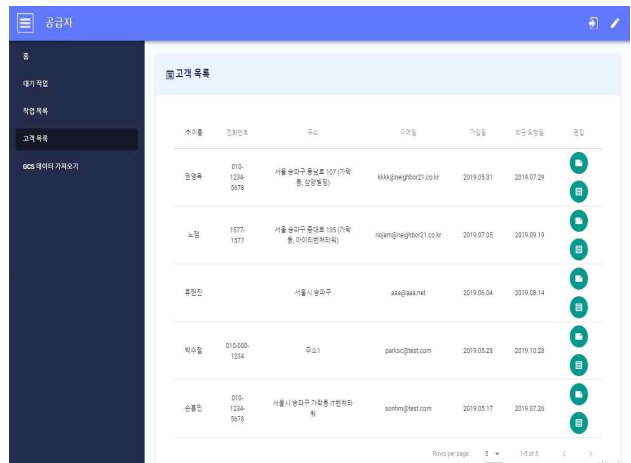 공급자
홈
대기 작업
작업 목록
고객 목록
GCS 데이터 가져오기
고객 목록
이름 전화번호 주소 이메일 가입일 최근 요청일 편집
권영욱 010-1234-5678 서울 송파구 동남로 107 (가락동, 삼양빌딩) kkkk@neighbor21.co.kr 2019.05.31 2019.07.29
노잼 1577-1577 서울 송파구 중대로 135 (가락동, 아이티벤처타워) nojam@neighbor21.co.kr 2019.07.05 2019.09.19
류현진 서울시 송파구 aaa@aaa.net 2019.06.04 2019.08.14
박수철 010-000-1234 주소1 parksc@test.com 2019.05.28 2019.10.28
손흥민 010-1234-5678 서울시 송파구 가락동 IT벤처타워 sonhm@test.com 2019.05.17 2019.07.26
Rows per page: 5 1-5 of 5